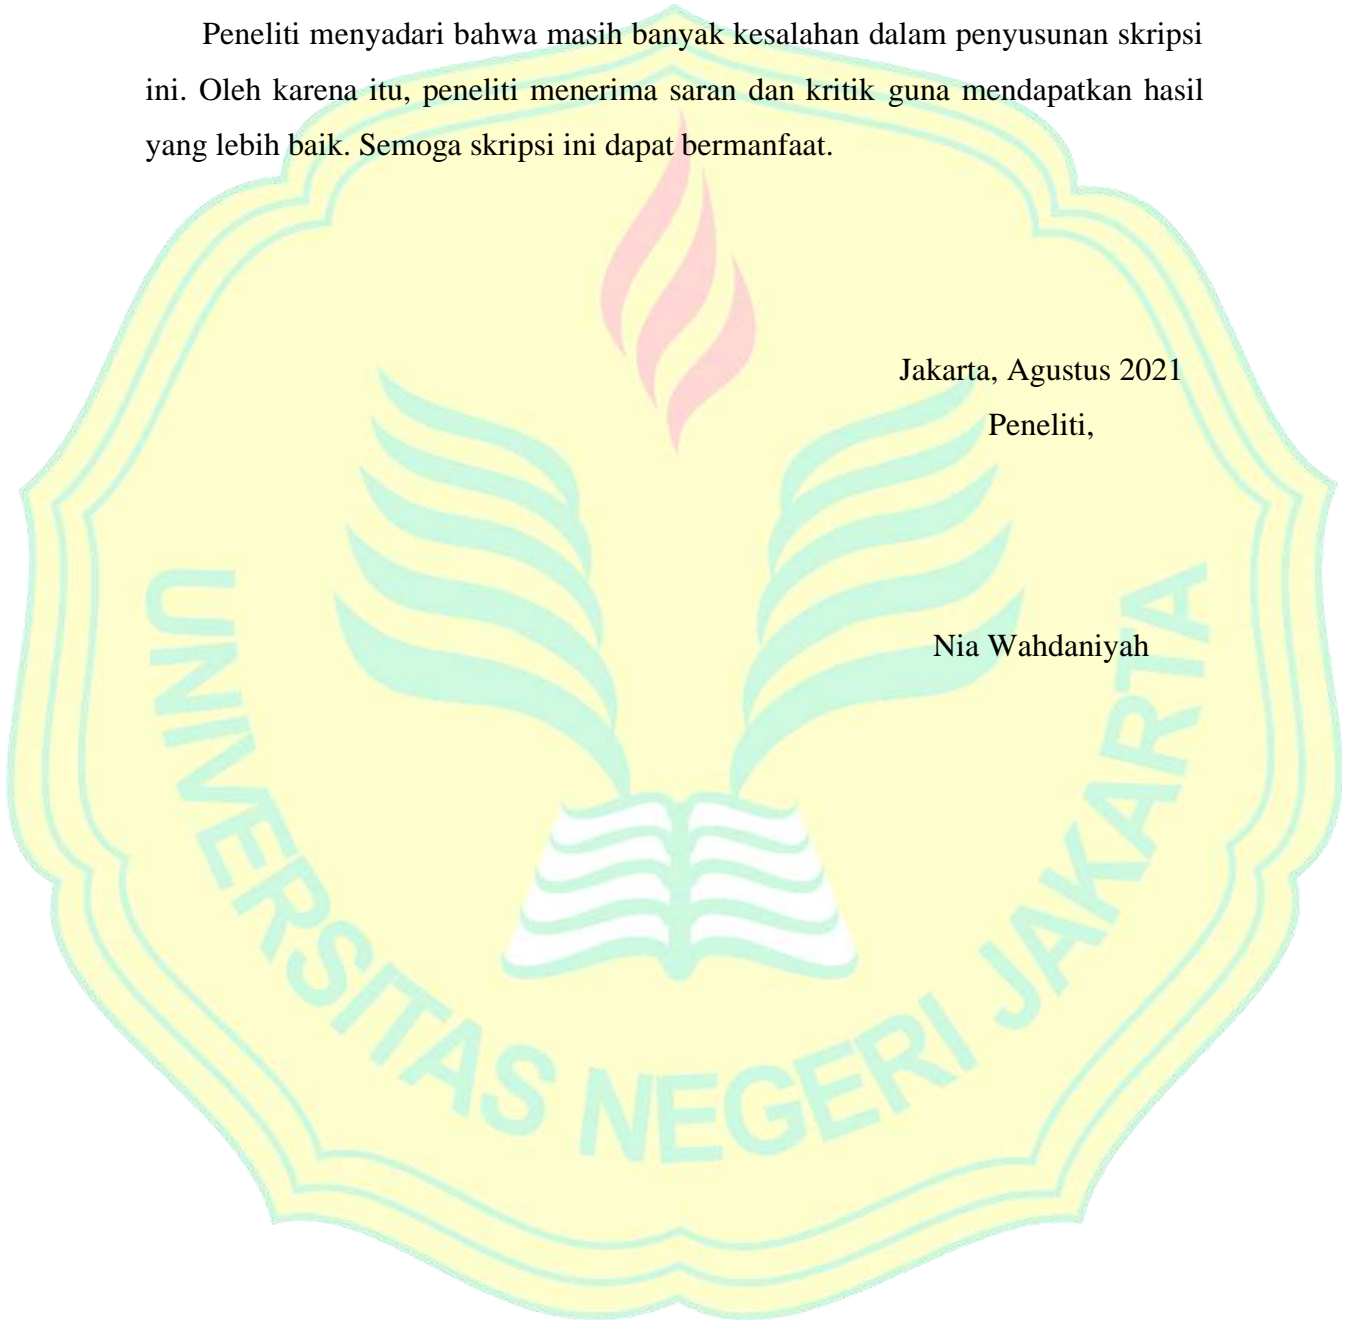 Peneliti menyadari bahwa masih banyak kesalahan dalam penyusunan skripsi
ini. Oleh karena itu, peneliti menerima saran dan kritik guna mendapatkan hasil
yang lebih baik. Semoga skripsi ini dapat bermanfaat.
Jakarta, Agustus 2021
Peneliti,
Nia Wahdaniyah
UNIVERSITAS NEGERI JAKARTA